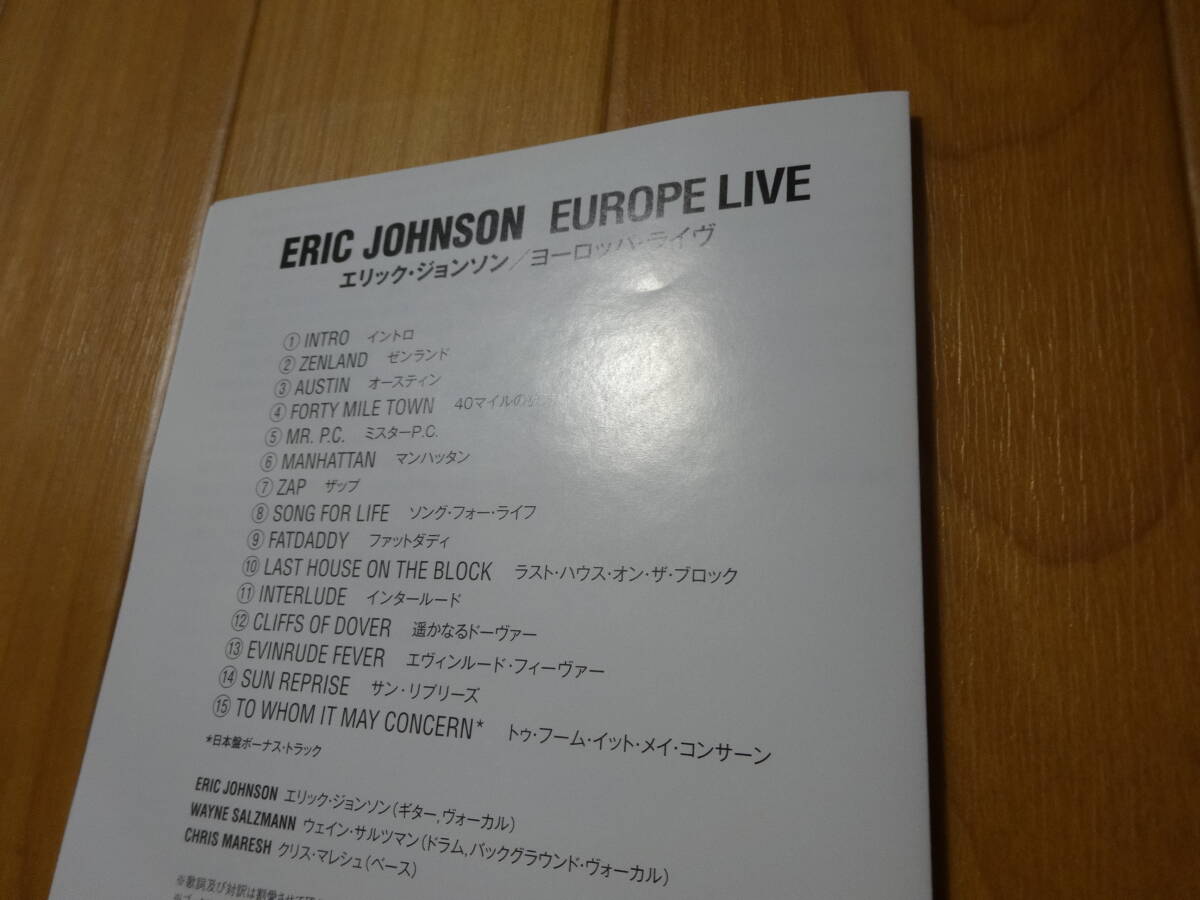 ERIC JOHNSON EUROPE LIVE
エリック・ジョンソン/ヨーロッパ・ライヴ
① INTRO イントロ
② ZENLAND ゼンランド
③ AUSTIN オースティン
④ FORTY MILE TOWN 40マイルの
⑤ MR. P.C. ミスターP.C.
⑥ MANHATTAN マンハッタン
⑦ ZAP ザップ
⑧ SONG FOR LIFE ソング・フォー・ライフ
⑨ FATDADDY ファットダディ
⑩ LAST HOUSE ON THE BLOCK ラスト・ハウス・オン・ザ・ブロック
⑪ INTERLUDE インタールード
⑫ CLIFFS OF DOVER 遥かなるドーヴァー
⑬ EVINRUDE FEVER エヴィンルード・フィーヴァー
⑭ SUN REPRISE サン・リプリーズ
⑮ TO WHOM IT MAY CONCERN* トゥ・フーム・イット・メイ・コンサーン
*日本盤ボーナス・トラック
ERIC JOHNSON エリック・ジョンソン(ギター,ヴォーカル)
WAYNE SALZMANN ウェイン・サルツマン(ドラム,バックグラウンド・ヴォーカル)
CHRIS MARESH クリス・マレシュ(ベース)
※歌詞及び対訳は割愛させて